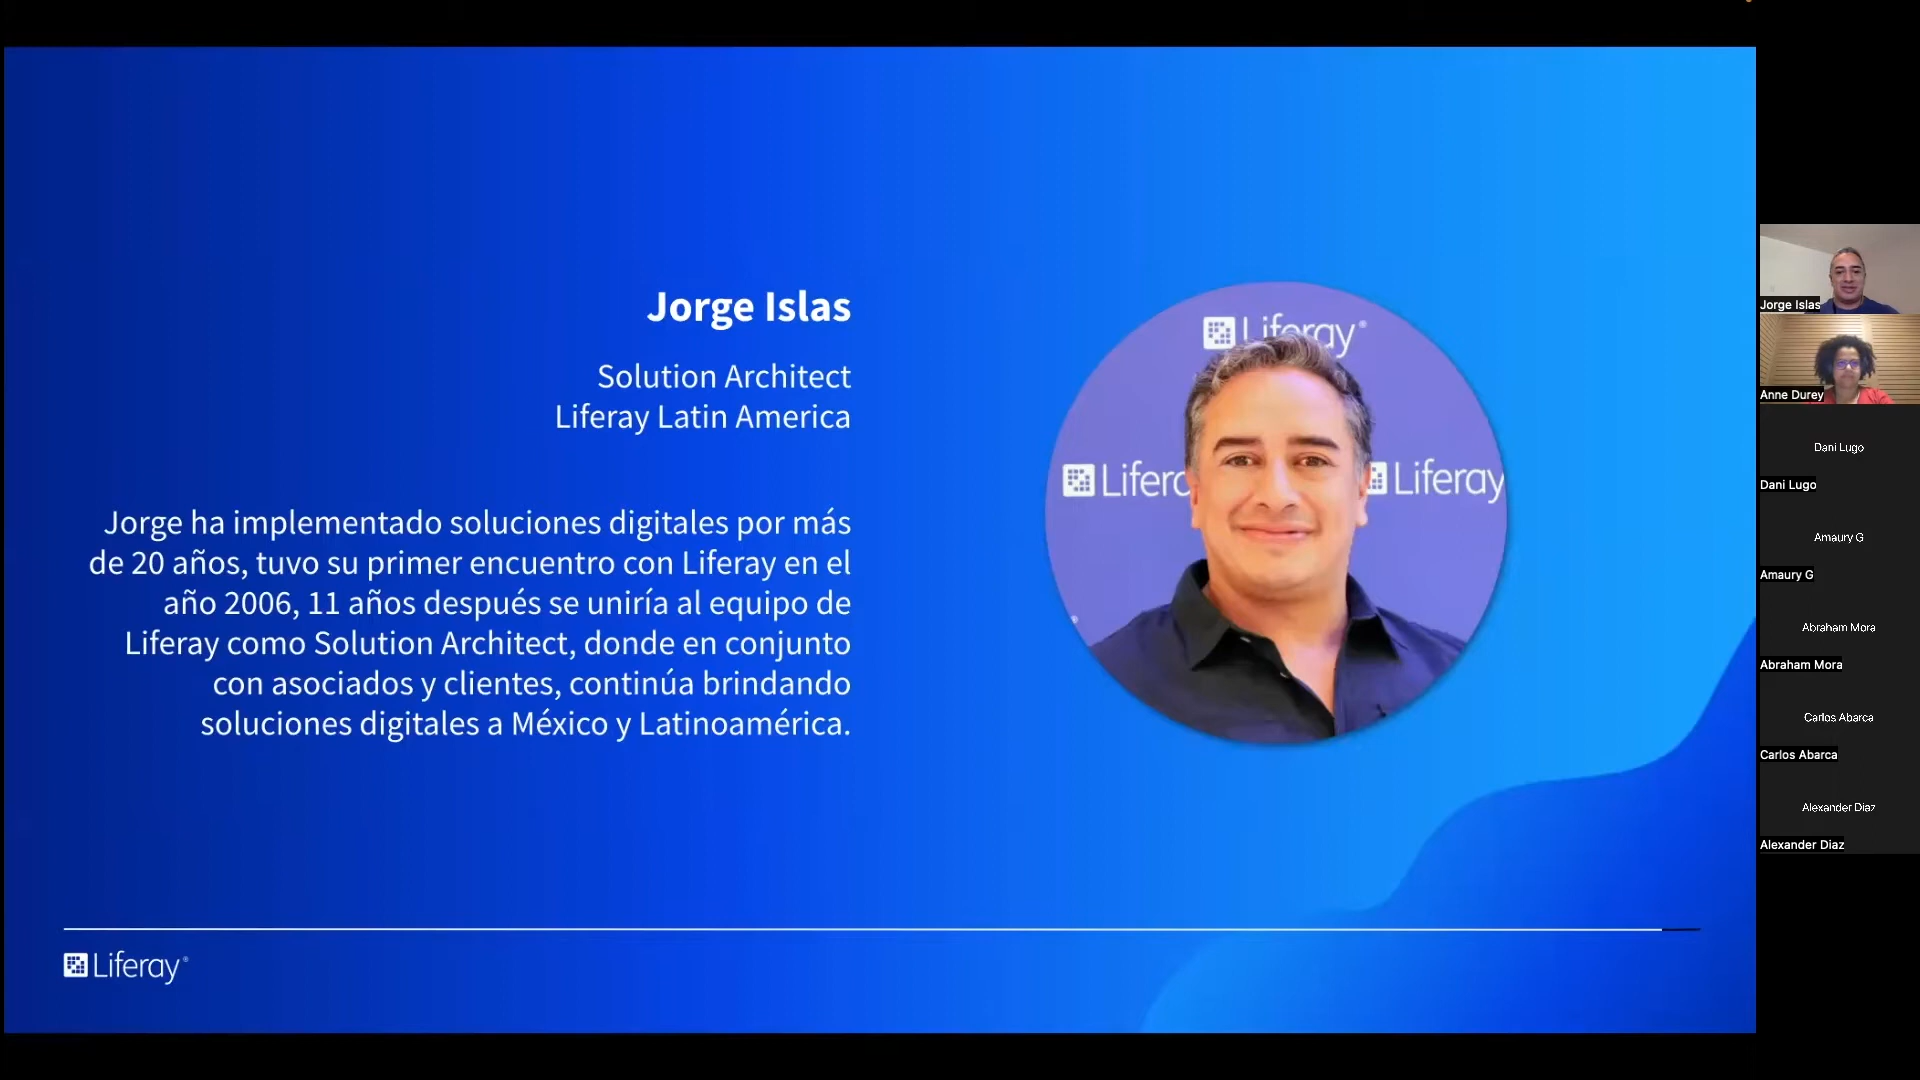 Jorge Islas
Solution Architect
Liferay Latin America
Jorge ha implementado soluciones digitales por más
de 20 años, tuvo su primer encuentro con Liferay en el
año 2006, 11 años después se uniría al equipo de
Liferay como Solution Architect, donde en conjunto
con asociados y clientes, continúa brindando
soluciones digitales a México y Latinoamérica.
Liferay®
Liferay
Liferay
Liferay®
Jorge Islas
Anne Durey
Dani Lugo
Dani Lugo
Amaury G
Amaury G
Abraham Mora
Abraham Mora
Carlos Abarca
Carlos Abarca
Alexander Diaz
Alexander Diaz